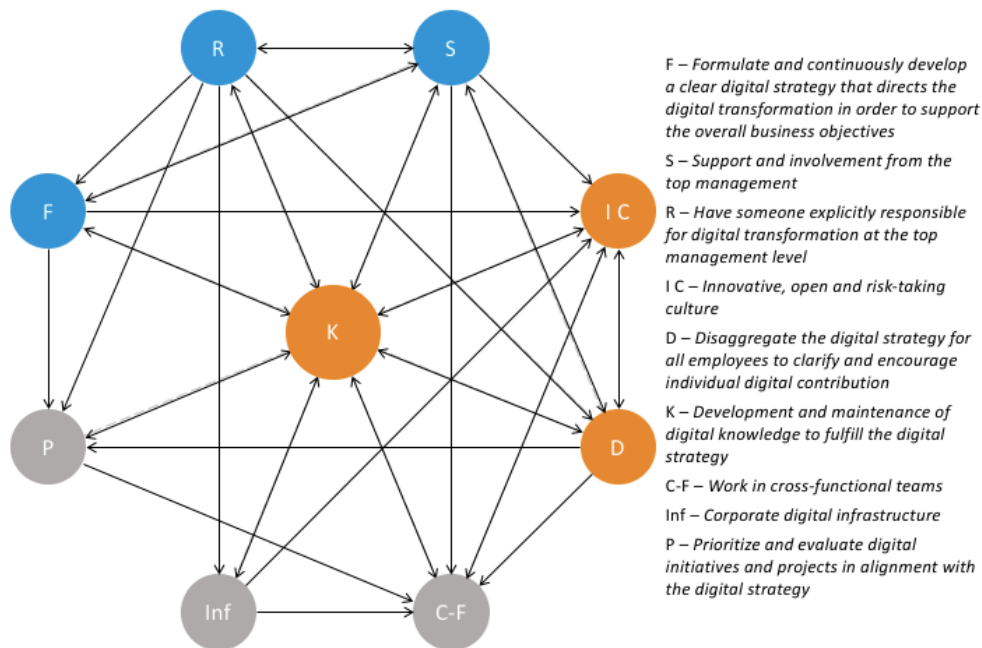 R
S
F
I C
K
P
D
Inf
C-F
F – Formulate and continuously develop
a clear digital strategy that directs the
digital transformation in order to support
the overall business objectives
S – Support and involvement from the
top management
R – Have someone explicitly responsible
for digital transformation at the top
management level
I C – Innovative, open and risk-taking
culture
D – Disaggregate the digital strategy for
all employees to clarify and encourage
individual digital contribution
K – Development and maintenance of
digital knowledge to fulfill the digital
strategy
C-F – Work in cross-functional teams
Inf – Corporate digital infrastructure
P – Prioritize and evaluate digital
initiatives and projects in alignment with
the digital strategy